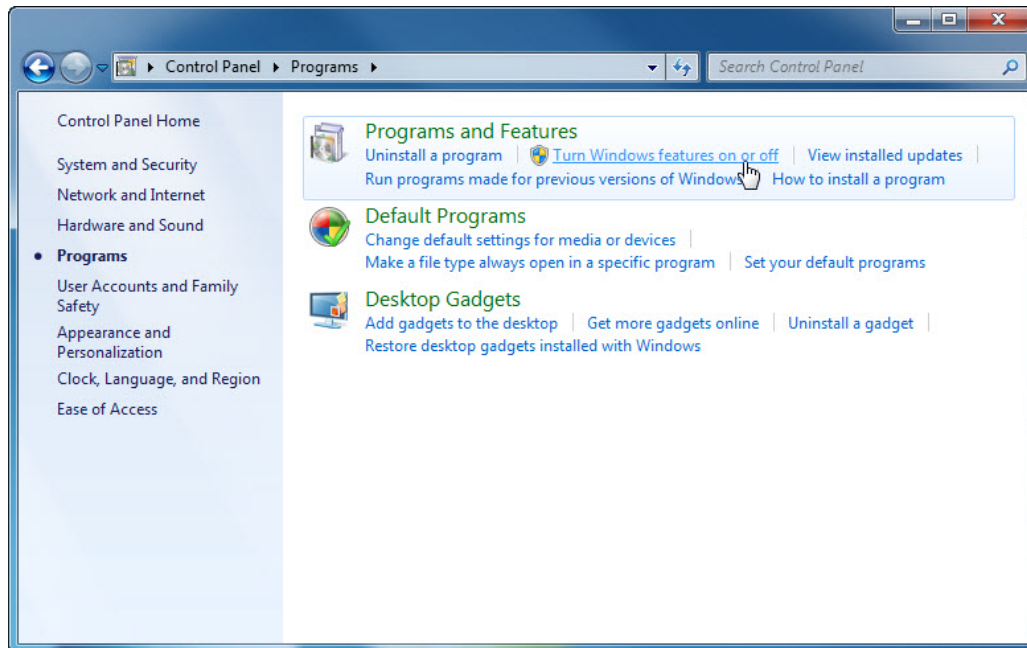 Control Panel Programs
Search Control Panel
Control Panel Home
System and Security
Network and Internet
Hardware and Sound
Programs
User Accounts and Family
Safety
Appearance and
Personalization
Clock, Language, and Region
Ease of Access
Programs and Features
Uninstall a program Turn Windows features on or off View installed updates
Run programs made for previous versions of Windows How to install a program
Default Programs
Change default settings for media or devices
Make a file type always open in a specific program Set your default programs
Desktop Gadgets
Add gadgets to the desktop Get more gadgets online Uninstall a gadget
Restore desktop gadgets installed with Windows